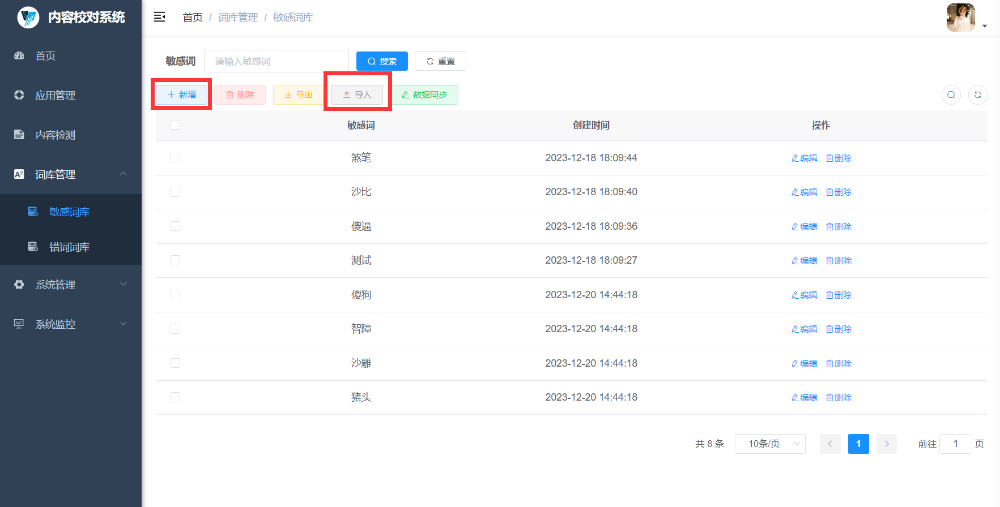 内容校对系统
首页 / 词库管理 / 敏感词库
首页
应用管理
内容检测
词库管理
敏感词库
错词词库
系统管理
系统监控
敏感词 请输入敏感词 搜索 重置
新增 删除 导出 导入 数据同步
敏感词 创建时间 操作
煞笔 2023-12-18 18:09:44 编辑 删除
沙比 2023-12-18 18:09:40 编辑 删除
傻逼 2023-12-18 18:09:36 编辑 删除
测试 2023-12-18 18:09:27 编辑 删除
傻狗 2023-12-20 14:44:18 编辑 删除
智障 2023-12-20 14:44:18 编辑 删除
沙雕 2023-12-20 14:44:18 编辑 删除
猪头 2023-12-20 14:44:18 编辑 删除
共 8 条 10条/页 1 前往 1 页